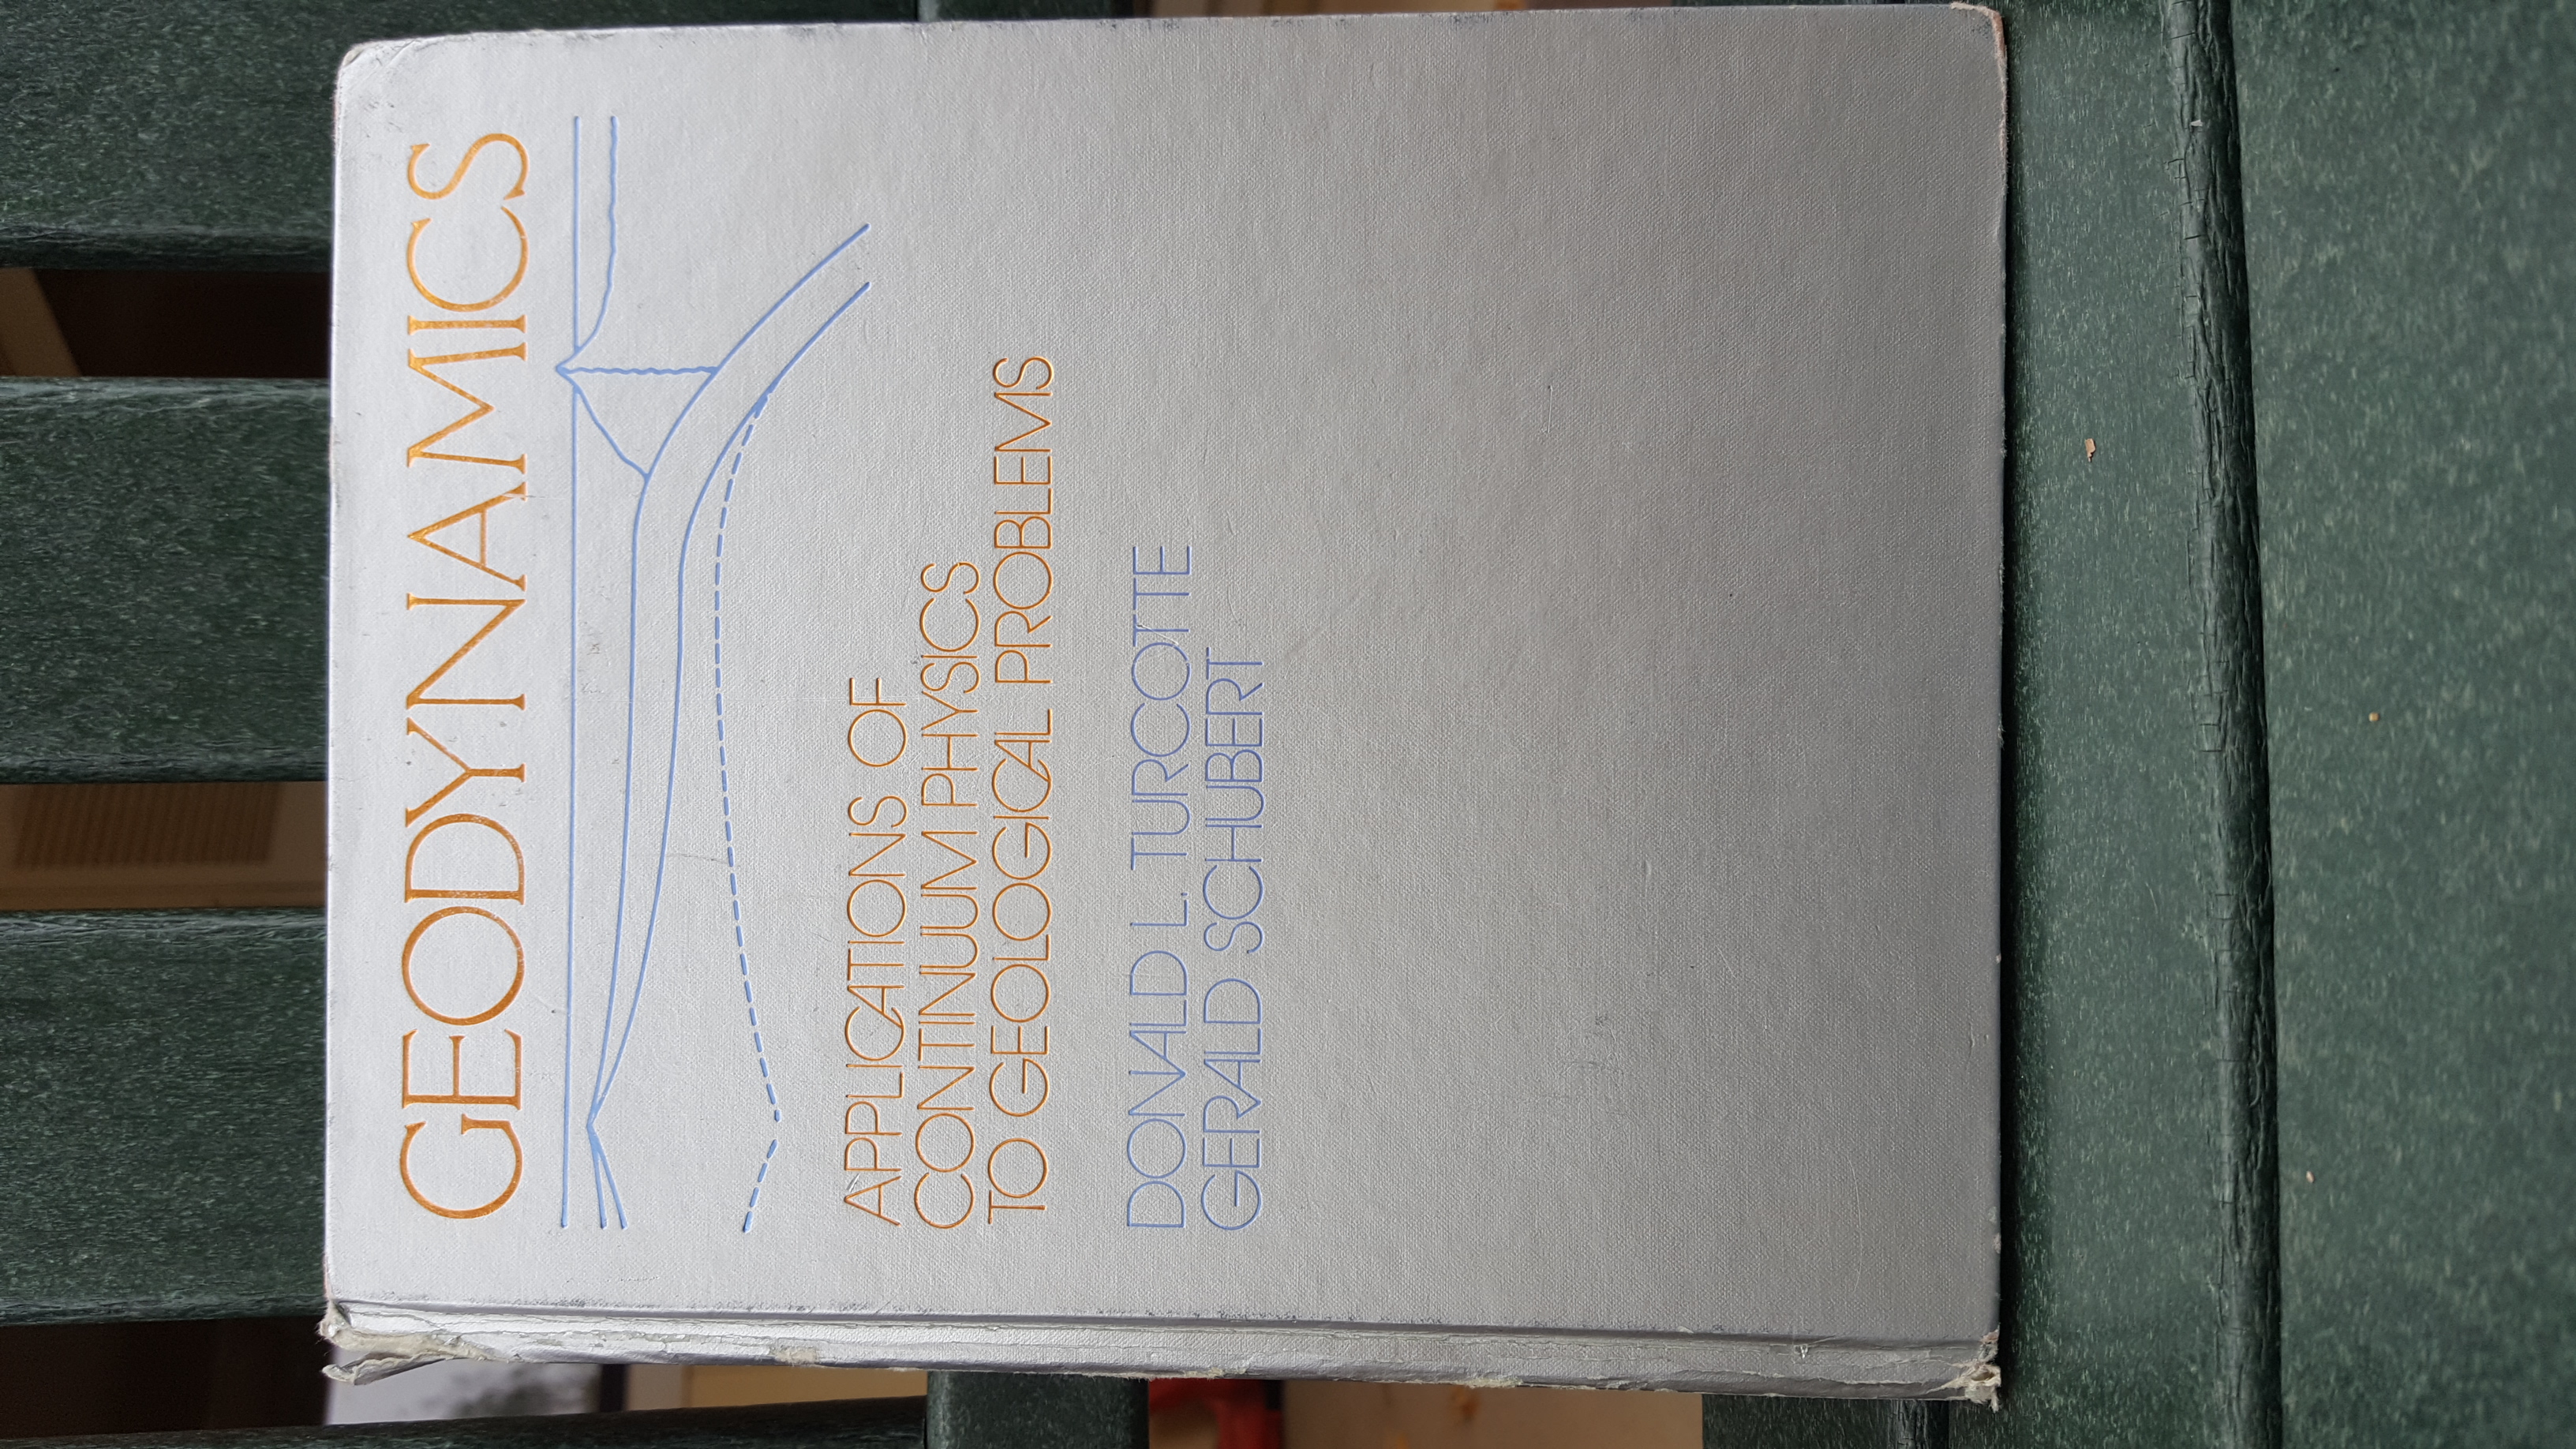 GEODYNAMICS
APPLICATIONS OF
CONTINUUM PHYSICS
TO GEOLOGICAL PROBLEMS
DONALD L. TURCOTTE
GERALD SCHUBERT